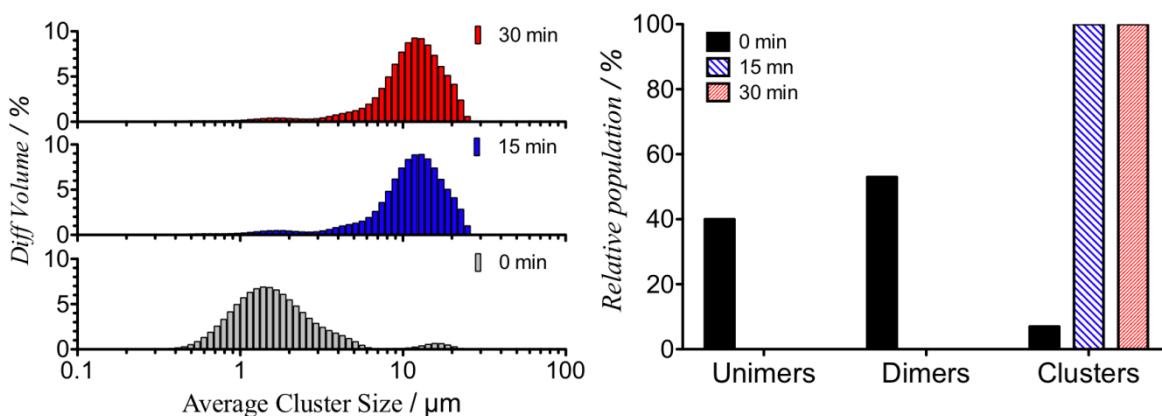 10
5
0
30 min
10
5
0
15 min
10
5
0
0 min
Diff Volume / %
0.1 1 10 100
Average Cluster Size / µm
100
80
60
40
20
0
Relative population / %
0 min
15 mn
30 min
Unimers Dimers Clusters